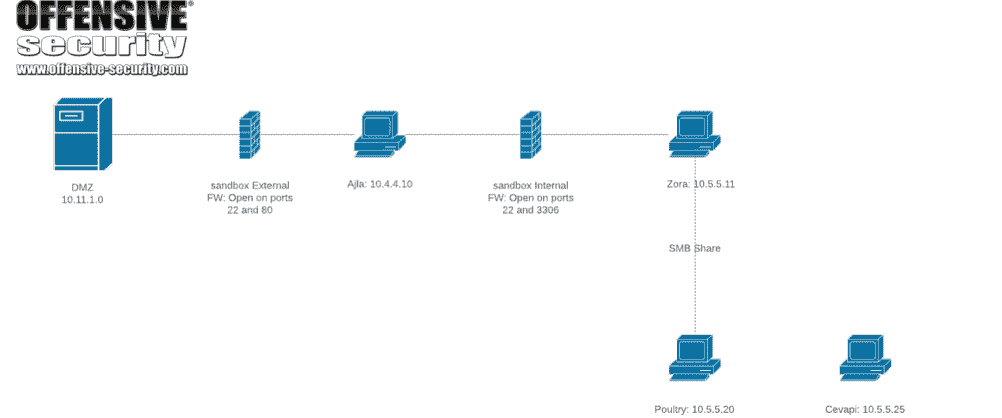 OFFENSIVE®
security
www.offensive-security.com
DMZ
10.11.1.0
sandbox External
FW: Open on ports
22 and 80
Ajla: 10.4.4.10
sandbox Internal
FW: Open on ports
22 and 3306
Zora: 10.5.5.11
SMB Share
Poultry: 10.5.5.20
Cevapi: 10.5.5.25